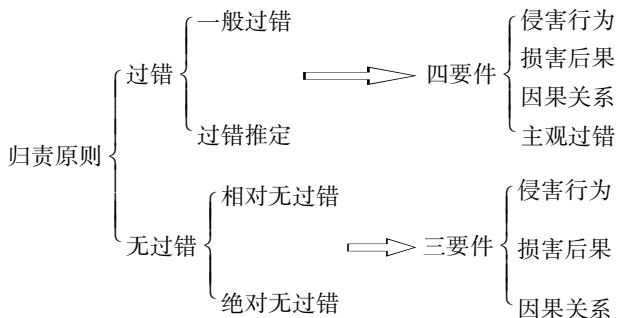 归责原则
过错
一般过错
过错推定
四要件
侵害行为
损害后果
因果关系
主观过错
无过错
相对无过错
绝对无过错
三要件
侵害行为
损害后果
因果关系